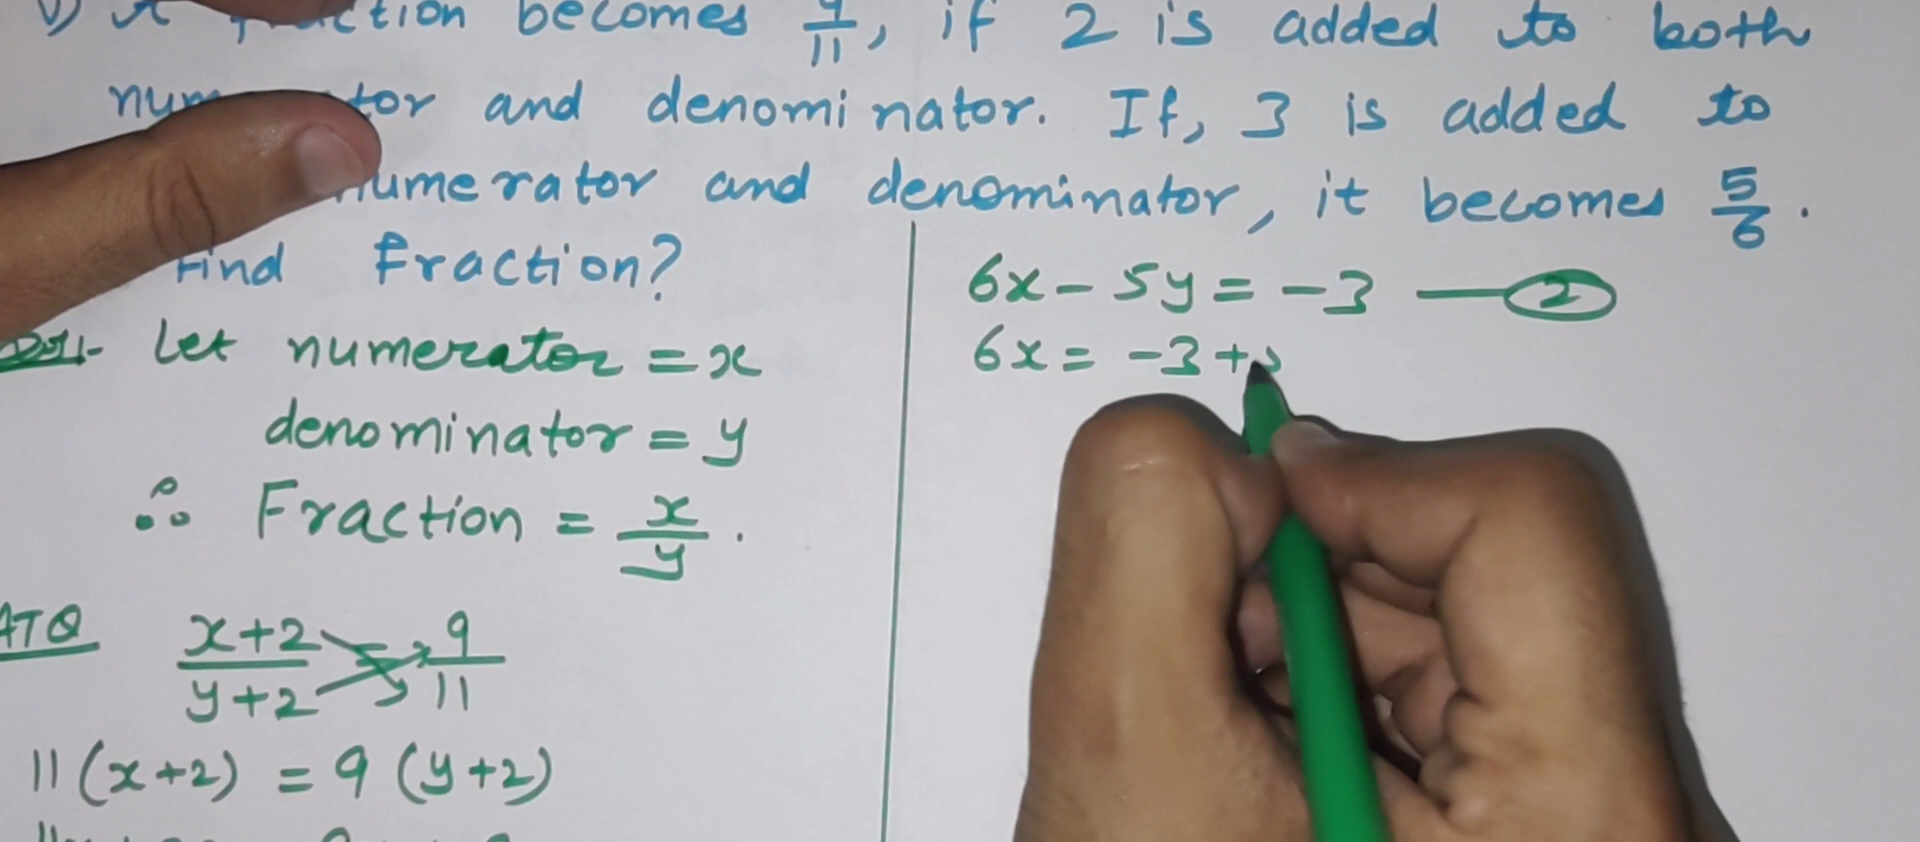 becomes 9/11, if 2 is added to both
and denominator. If, 3 is added to
numerator and denominator, it becomes 5/6.
Find Fraction?
Sol- Let numerator = x
denominator = y
∴ Fraction = x/y.
ATQ (x+2)/(y+2) = 9/11
11(x+2) = 9(y+2)
6x - 5y = -3 — 2
6x = -3 +